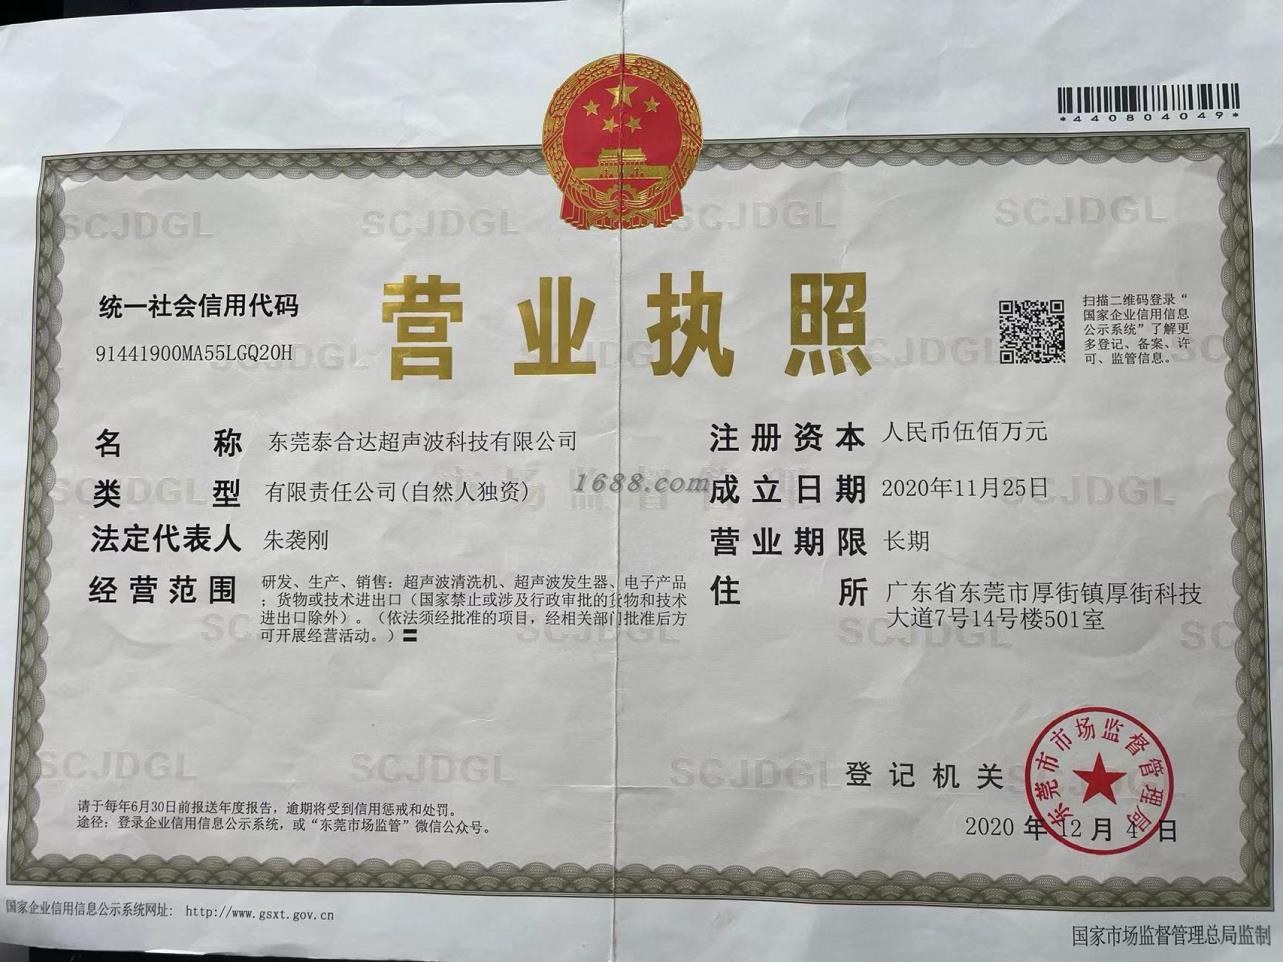 *440804049*
SCJDGL SCJDGL SCJDGL SCJDGL
营业执照
统一社会信用代码
91441900MA55LGQ20H
扫描二维码登录“
国家企业信用信息
公示系统”了解更
多登记、备案、许
可、监管信息。
名称 东莞泰合达超声波科技有限公司
类型 有限责任公司(自然人独资)
法定代表人 朱袭刚
经营范围 研发、生产、销售：超声波清洗机、超声波发生器、电子产品
；货物或技术进出口（国家禁止或涉及行政审批的货物和技术
进出口除外）。（依法须经批准的项目，经相关部门批准后方
可开展经营活动。）
1688.com
注册资本 人民币伍佰万元
成立日期 2020年11月25日
营业期限 长期
住所 广东省东莞市厚街镇厚街科技
大道7号14号楼501室
SCJDGL SCJDGL SCJDGL
登记机关
东莞市市场监督管理局
2020 年 12 月 4 日
请于每年6月30日前报送年度报告，逾期将受到信用惩戒和处罚。
途径：登录企业信用信息公示系统，或“东莞市场监管”微信公众号。
国家企业信用信息公示系统网址： http://www.gsxt.gov.cn
国家市场监督管理总局监制